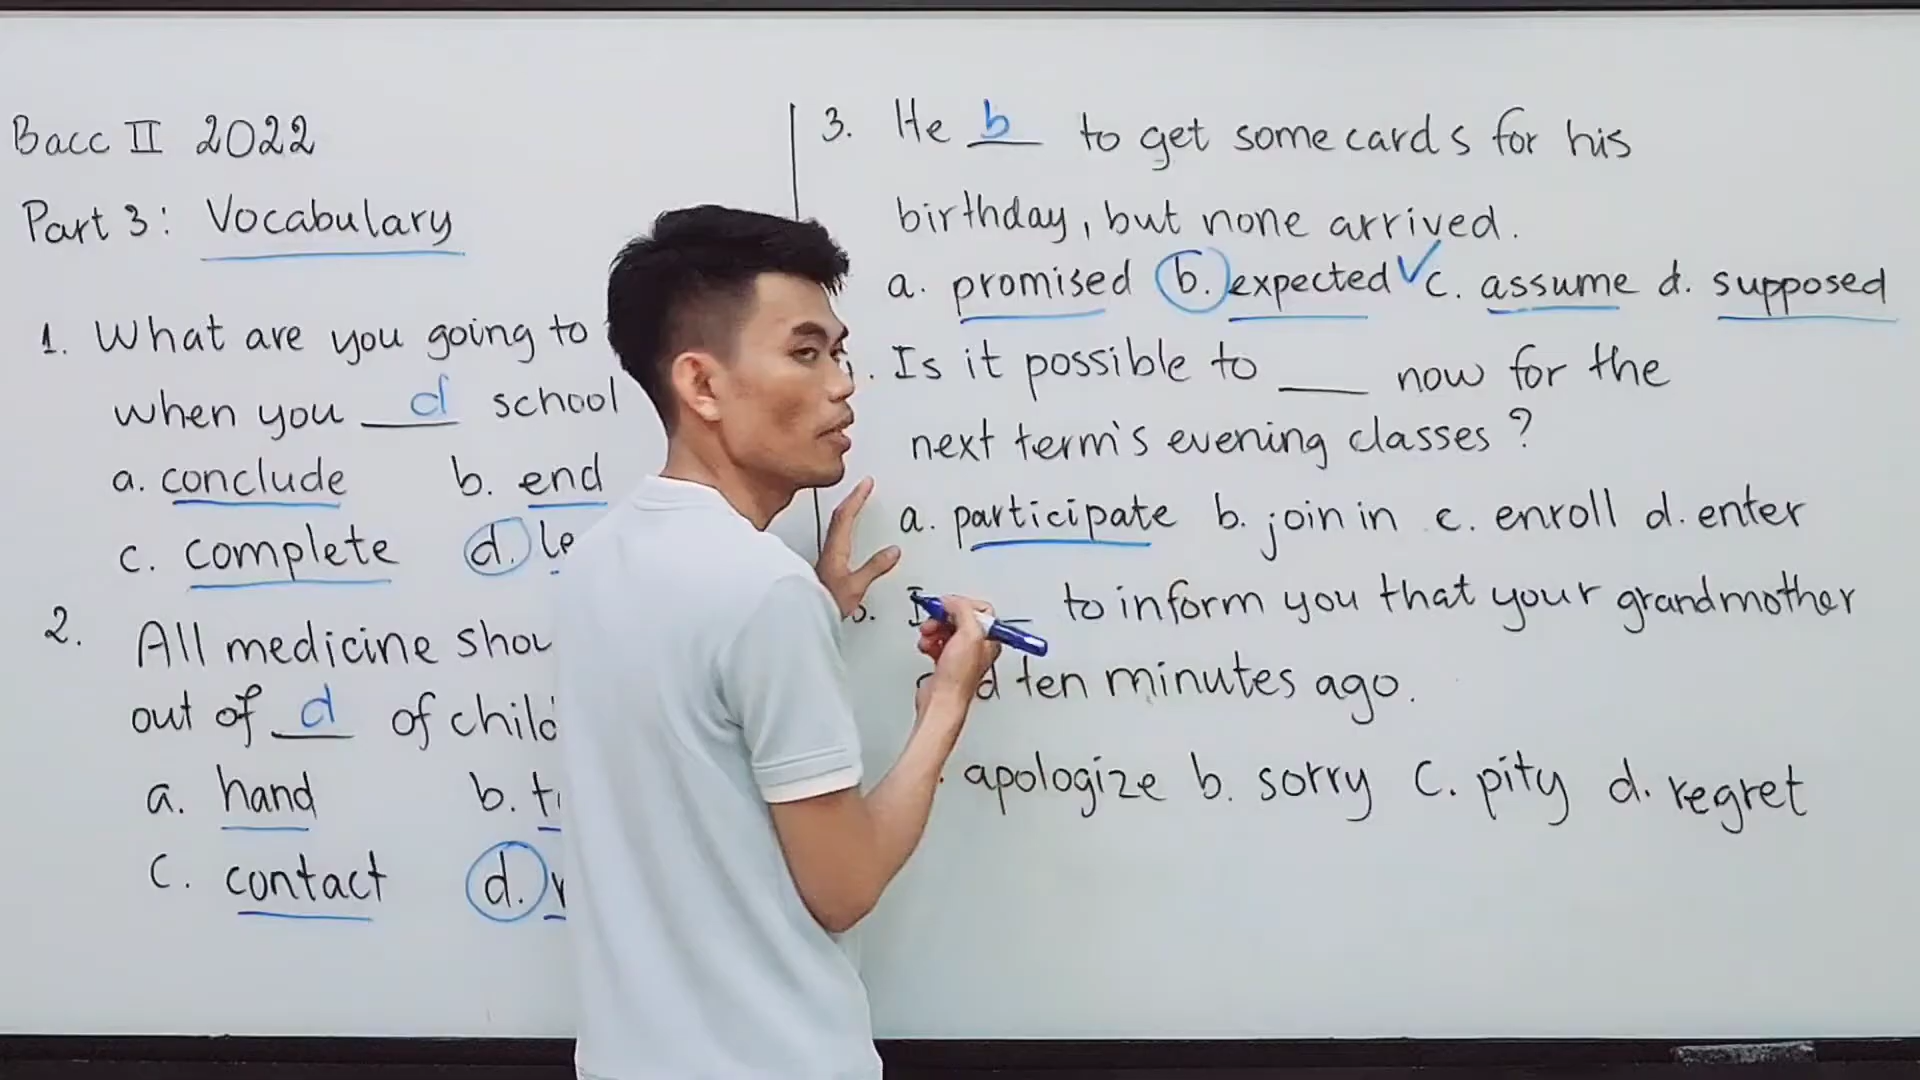 Bacc II 2022
Part 3: Vocabulary
1. What are you going to
when you d school
a. conclude b. end
c. complete d.
2. All medicine
out of d of
a. hand b.
c. contact d.
3. He b to get some cards for his
birthday, but none arrived.
a. promised b. expected ✓ c. assume d. supposed
. Is it possible to ___ now for the
next term's evening classes?
a. participate b. join in c. enroll d. enter
I ___ to inform you that your grandmother
ten minutes ago.
apologize b. sorry c. pity d. regret